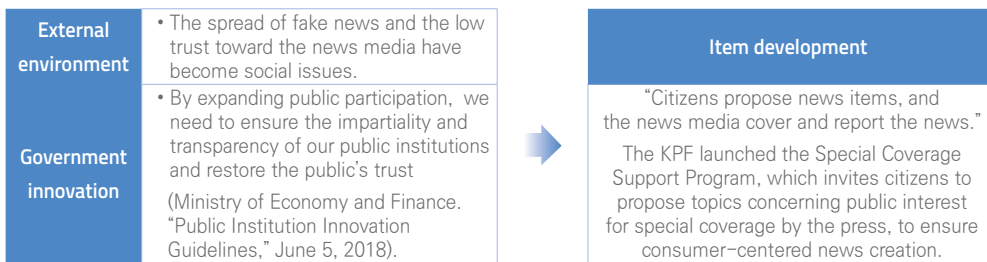 External
environment
• The spread of fake news and the low
trust toward the news media have
become social issues.
Government
innovation
• By expanding public participation, we
need to ensure the impartiality and
transparency of our public institutions
and restore the public's trust
(Ministry of Economy and Finance.
“Public Institution Innovation
Guidelines,” June 5, 2018).
Item development
“Citizens propose news items, and
the news media cover and report the news.”
The KPF launched the Special Coverage
Support Program, which invites citizens to
propose topics concerning public interest
for special coverage by the press, to ensure
consumer-centered news creation.